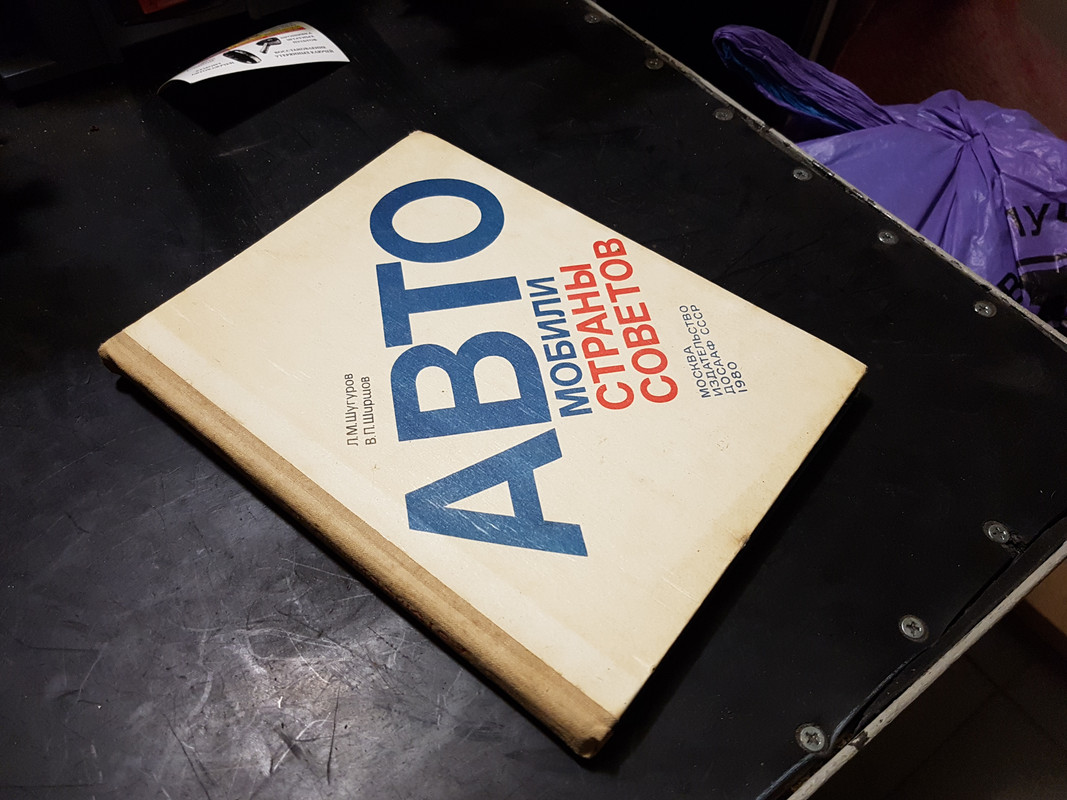 Л.М.Шугуров
В.П.Ширшов
АВТО
МОБИЛИ
СТРАНЫ
СОВЕТОВ
МОСКВА
ИЗДАТЕЛЬСТВО
ДОСААФ СССР
1980